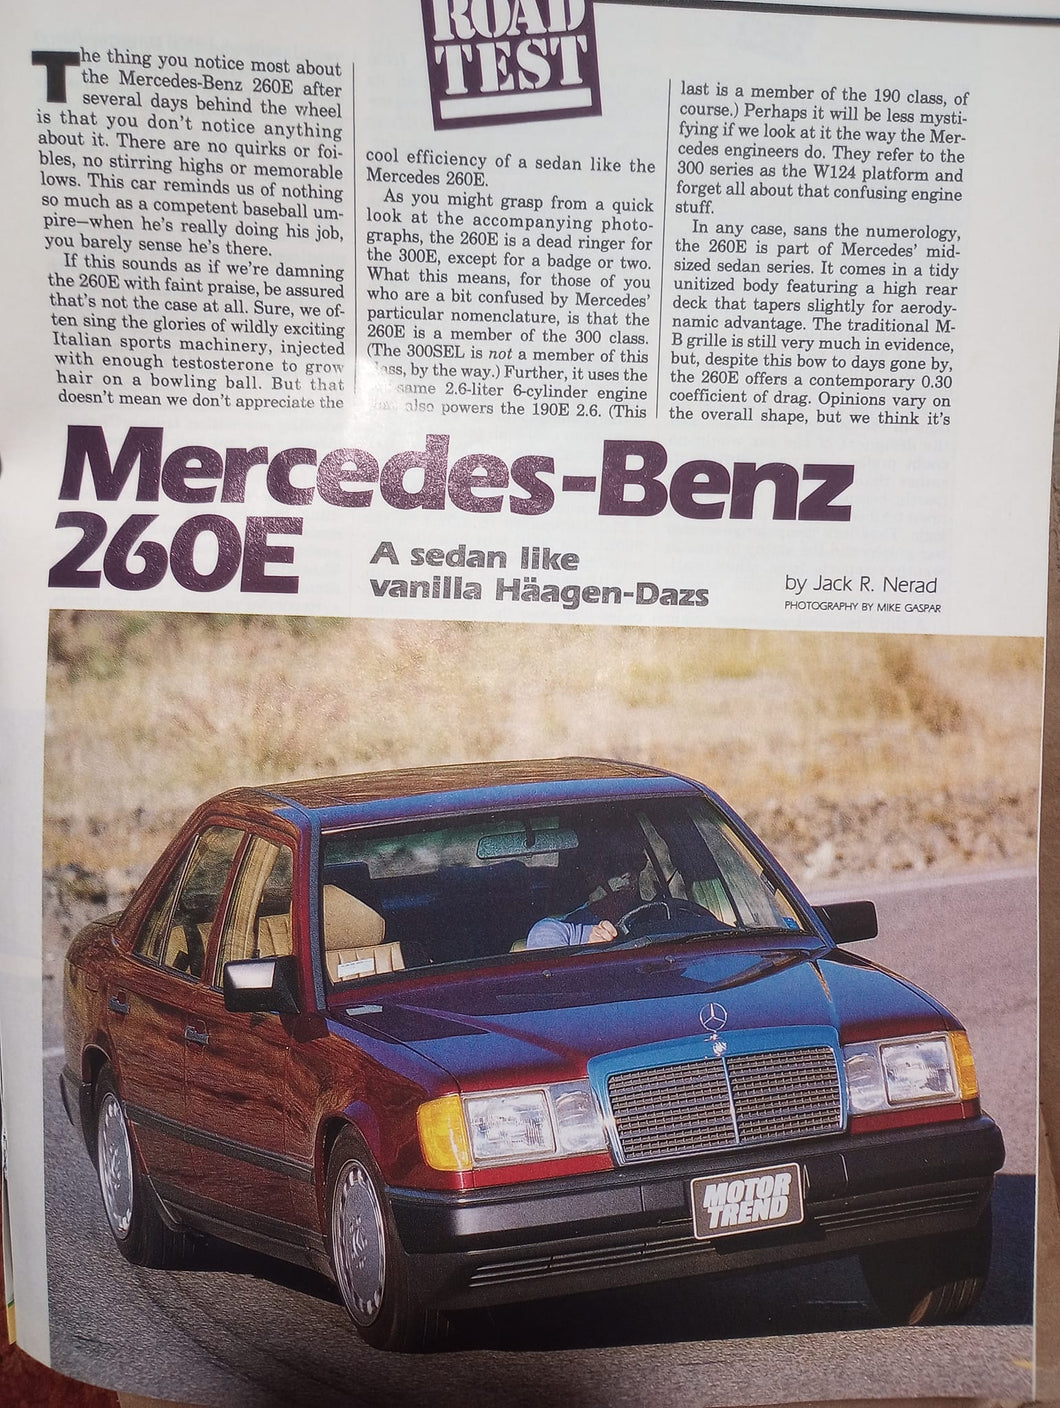 ROAD
TEST
The thing you notice most about
the Mercedes-Benz 260E after
several days behind the wheel
is that you don't notice anything
about it. There are no quirks or foi-
bles, no stirring highs or memorable
lows. This car reminds us of nothing
so much as a competent baseball um-
pire—when he's really doing his job,
you barely sense he's there.
If this sounds as if we're damning
the 260E with faint praise, be assured
that's not the case at all. Sure, we of-
ten sing the glories of wildly exciting
Italian sports machinery, injected
with enough testosterone to grow
hair on a bowling ball. But that
doesn't mean we don't appreciate the
cool efficiency of a sedan like the
Mercedes 260E.
As you might grasp from a quick
look at the accompanying photo-
graphs, the 260E is a dead ringer for
the 300E, except for a badge or two.
What this means, for those of you
who are a bit confused by Mercedes'
particular nomenclature, is that the
260E is a member of the 300 class.
(The 300SEL is not a member of this
class, by the way.) Further, it uses the
same 2.6-liter 6-cylinder engine
also powers the 190E 2.6. (This
last is a member of the 190 class, of
course.) Perhaps it will be less mysti-
fying if we look at it the way the Mer-
cedes engineers do. They refer to the
300 series as the W124 platform and
forget all about that confusing engine
stuff.
In any case, sans the numerology,
the 260E is part of Mercedes' mid-
sized sedan series. It comes in a tidy
unitized body featuring a high rear
deck that tapers slightly for aerody-
namic advantage. The traditional M-
B grille is still very much in evidence,
but, despite this bow to days gone by,
the 260E offers a contemporary 0.30
coefficient of drag. Opinions vary on
the overall shape, but we think it's
Mercedes-Benz
260E
A sedan like
vanilla Häagen-Dazs
by Jack R. Nerad
PHOTOGRAPHY BY MIKE GASPAR
MOTOR
TREND